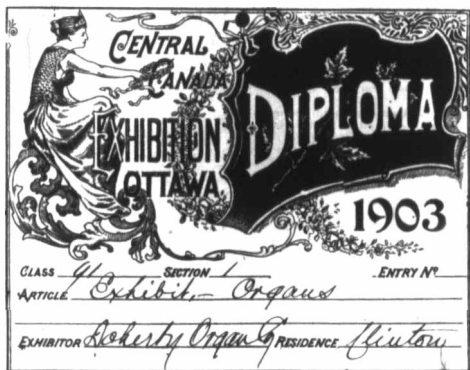 CENTRAL
CANADA
EXHIBITION
OTTAWA
DIPLOMA
1903
CLASS 91 SECTION 1 ENTRY Nº
ARTICLE Exhibit,- Organs
EXHIBITOR Doherty Organ Co RESIDENCE Clinton